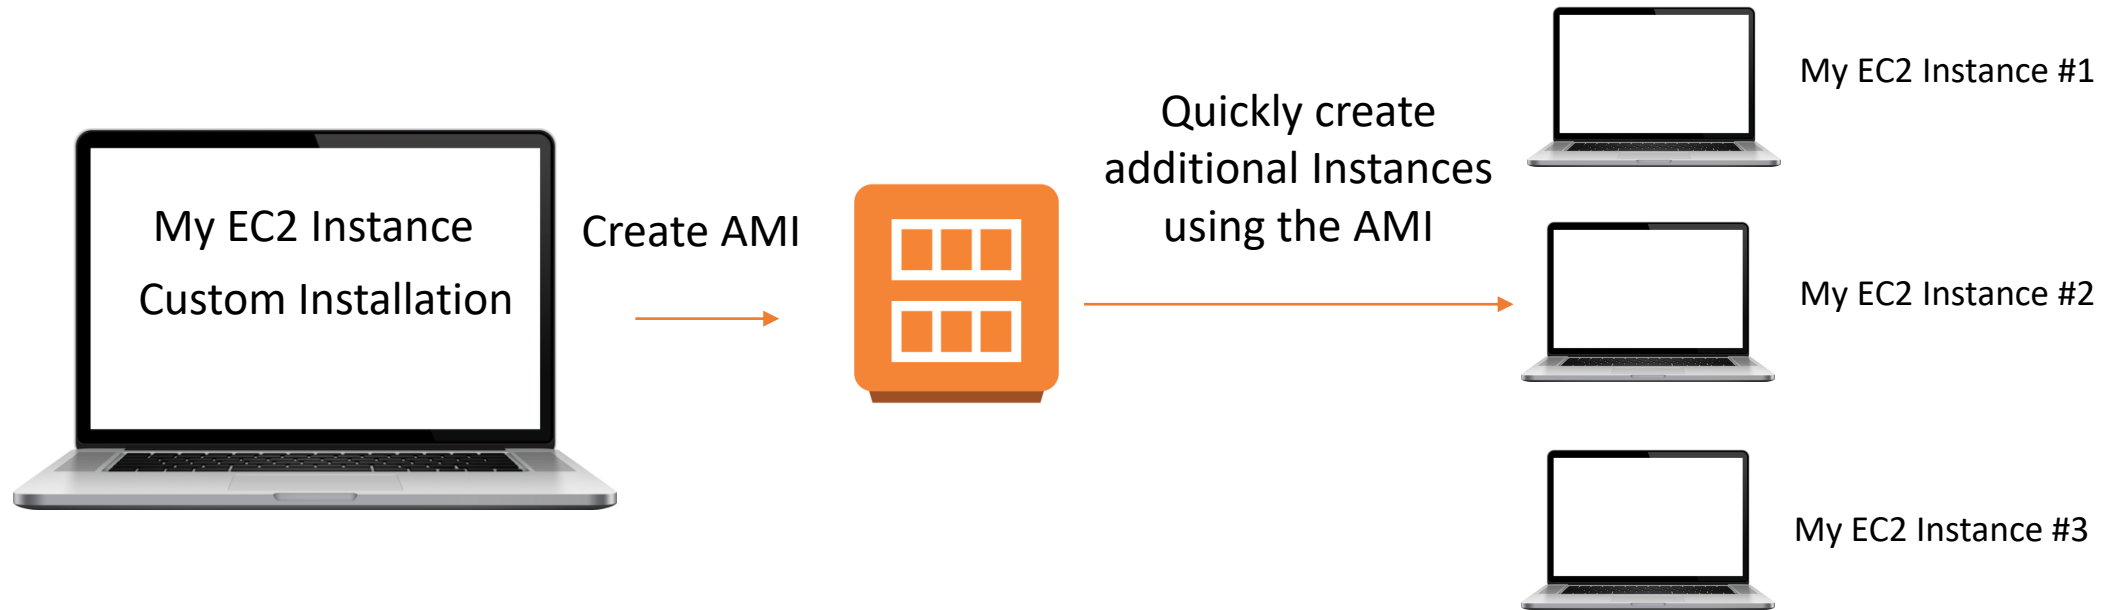 My EC2 Instance
Custom Installation
Create AMI
Quickly create
additional Instances
using the AMI
My EC2 Instance #1
My EC2 Instance #2
My EC2 Instance #3